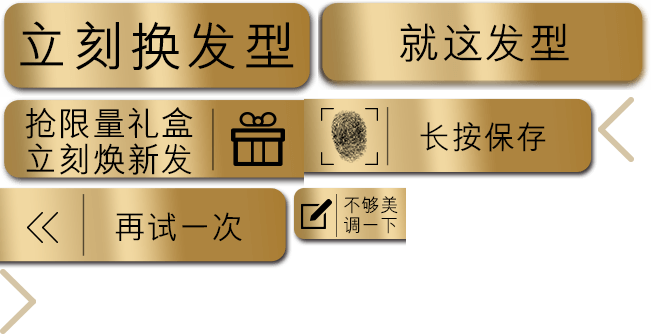 立刻换发型
就这发型
抢限量礼盒
立刻焕新发
长按保存
再试一次
不够美
调一下